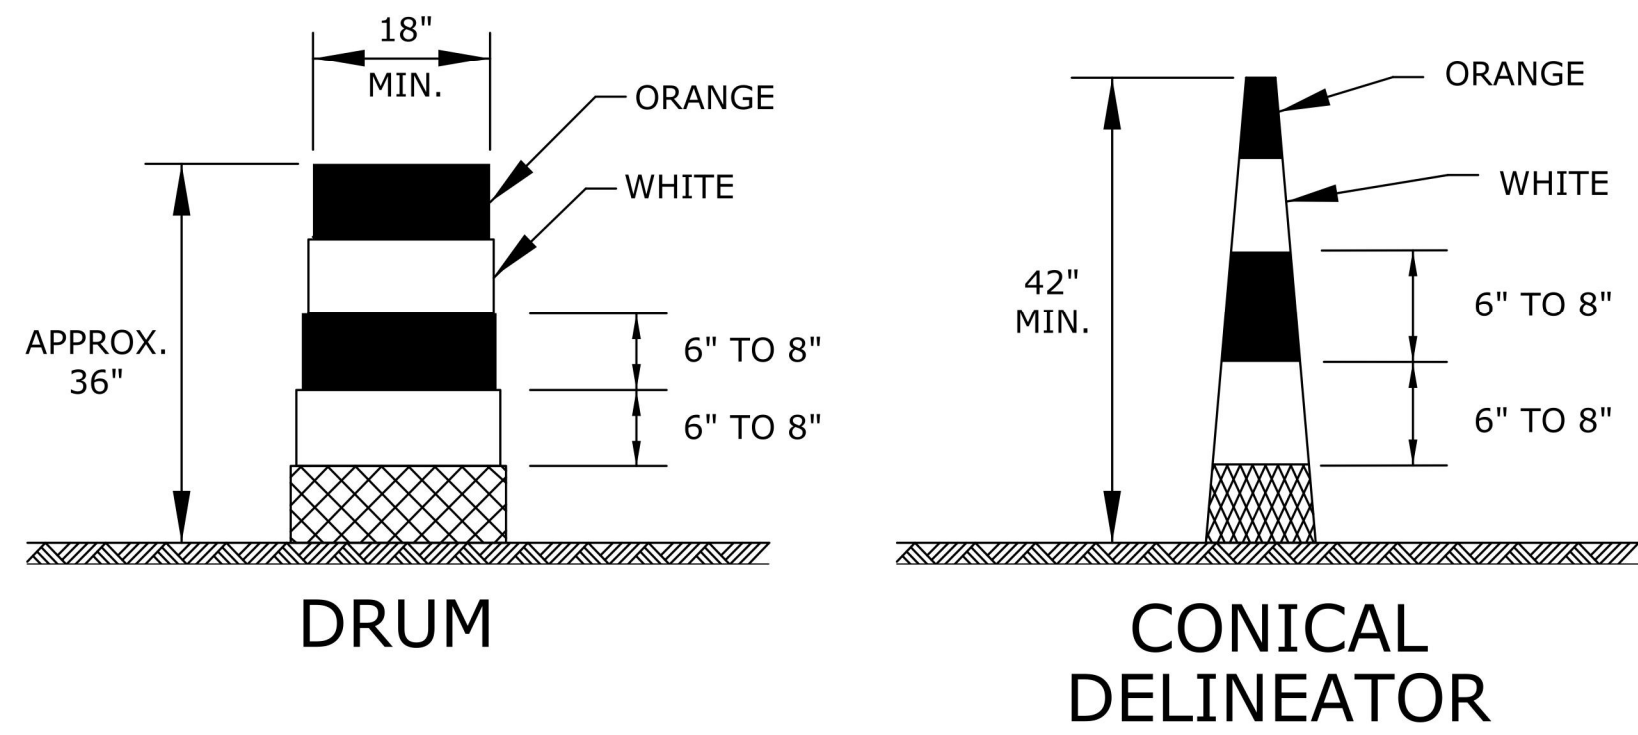 18"
MIN.
ORANGE
WHITE
APPROX.
36"
6" TO 8"
6" TO 8"
DRUM
ORANGE
WHITE
42"
MIN.
6" TO 8"
6" TO 8"
CONICAL
DELINEATOR